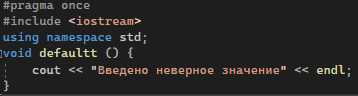 #pragma once
#include <iostream>
using namespace std;
void defaultt () {
    cout << "Введено неверное значение" << endl;
}